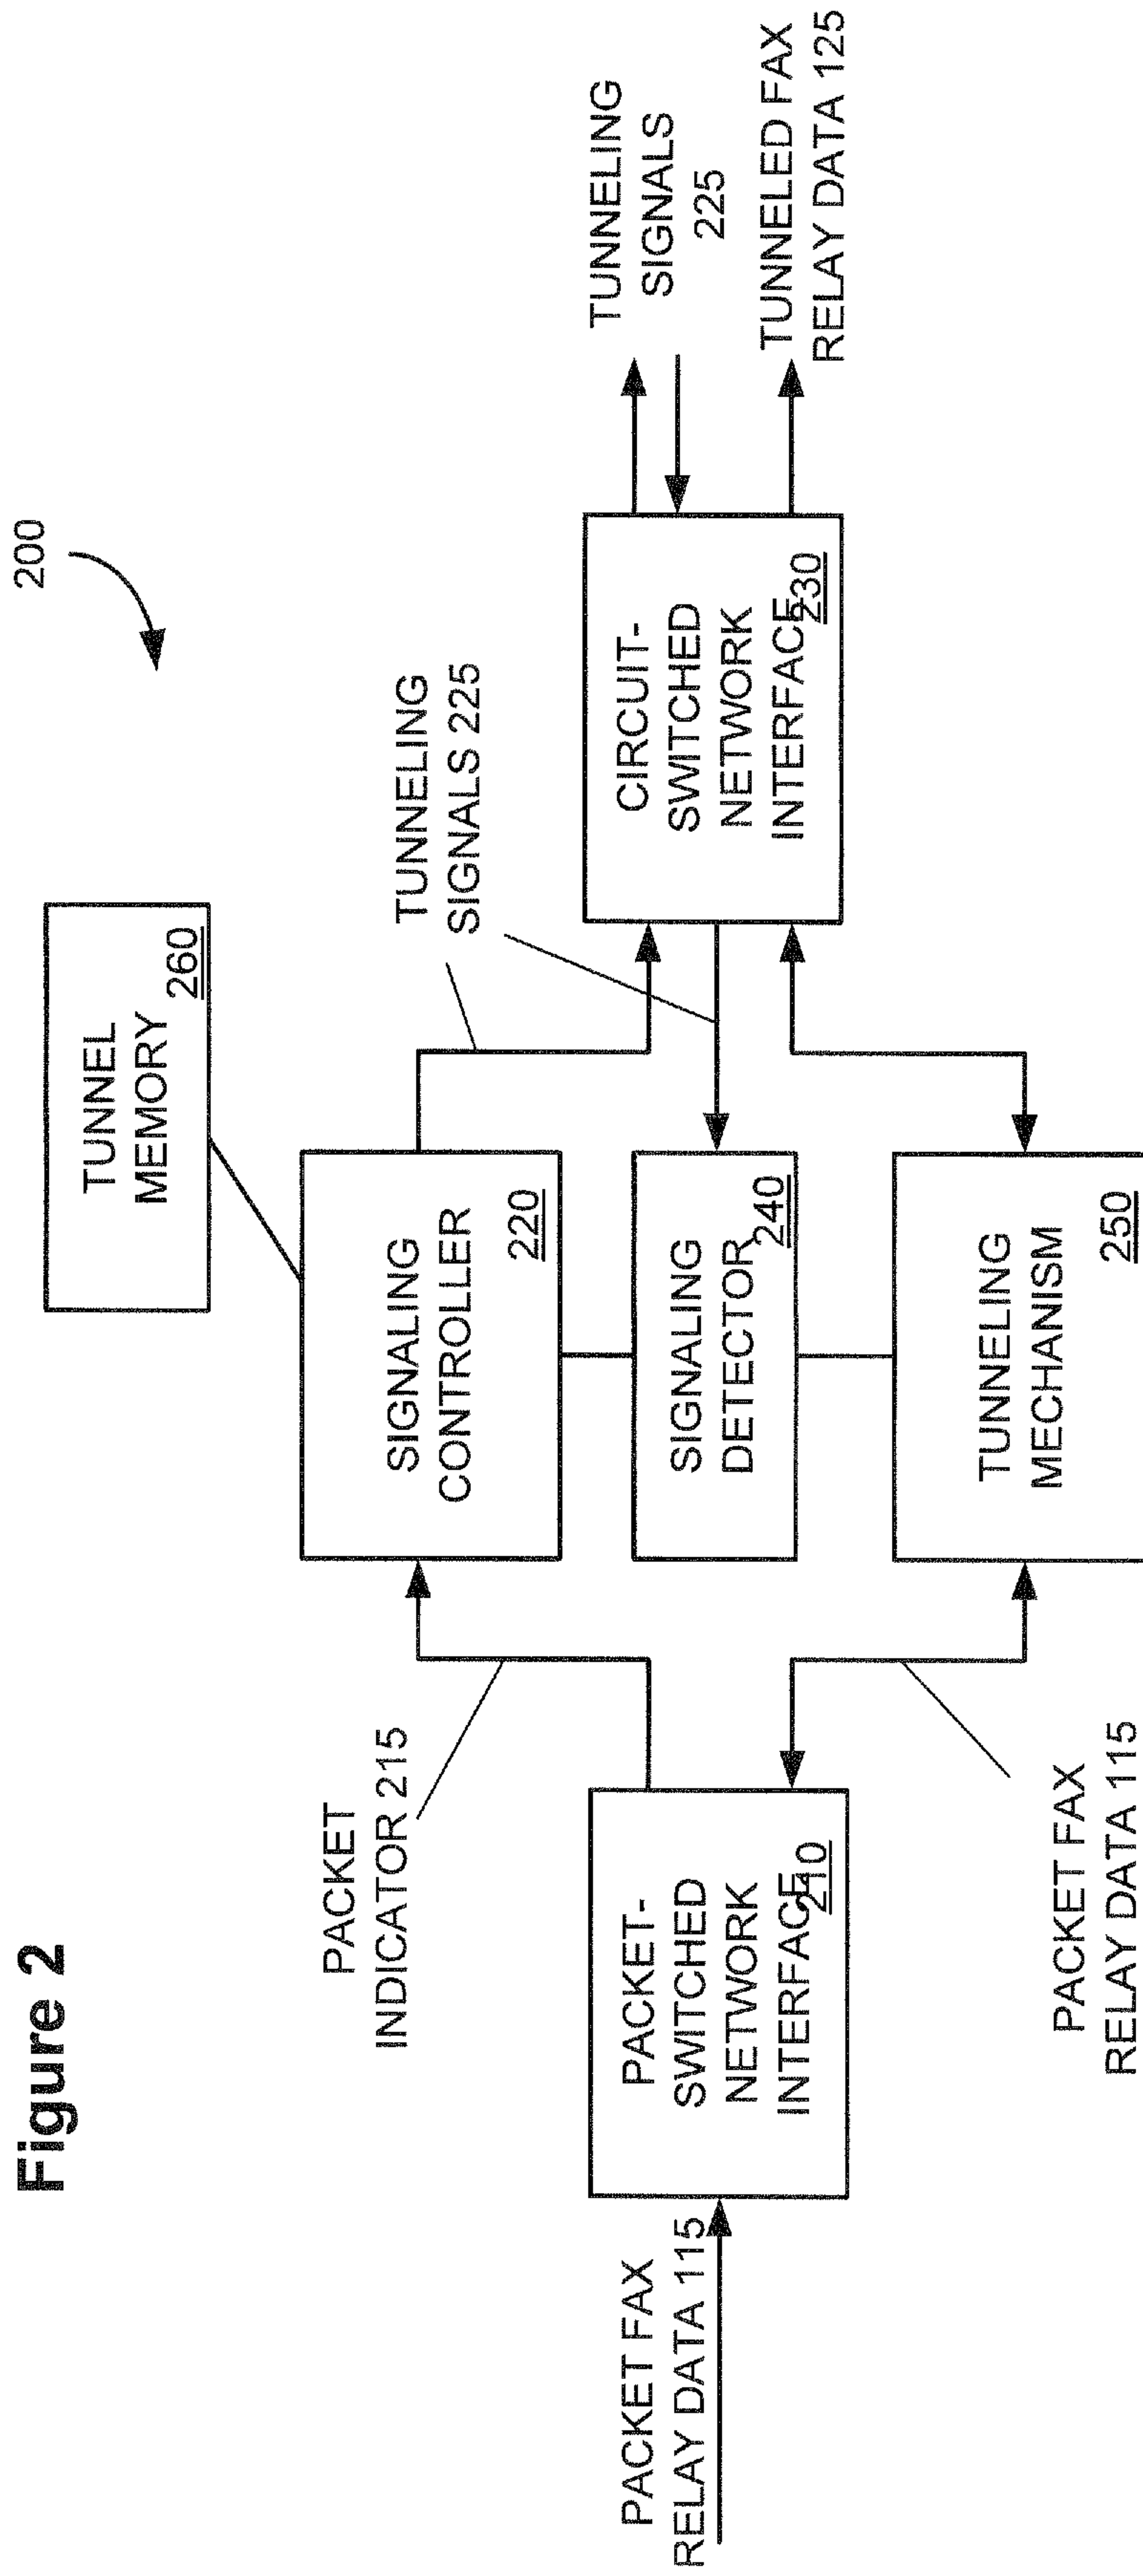 Figure 2
200
TUNNEL
MEMORY
260
PACKET
INDICATOR 215
SIGNALING
CONTROLLER
220
TUNNELING
SIGNALS 225
PACKET FAX
RELAY DATA 115
PACKET-
SWITCHED
NETWORK
INTERFACE
210
SIGNALING
DETECTOR
240
CIRCUIT-
SWITCHED
NETWORK
INTERFACE
230
TUNNELING
SIGNALS
225
TUNNELED FAX
RELAY DATA 125
PACKET FAX
RELAY DATA 115
TUNNELING
MECHANISM
250